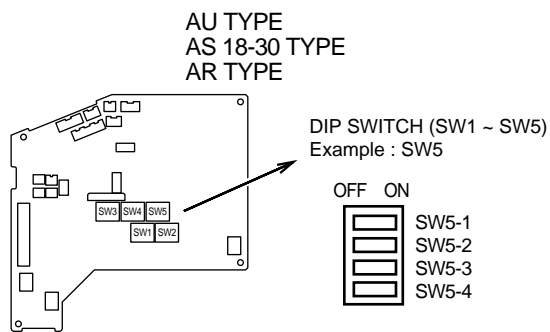 AU TYPE
AS 18-30 TYPE
AR TYPE
DIP SWITCH (SW1 ~ SW5)
Example : SW5
OFF ON
SW5-1
SW5-2
SW5-3
SW5-4
SW3 SW4 SW5
SW1 SW2